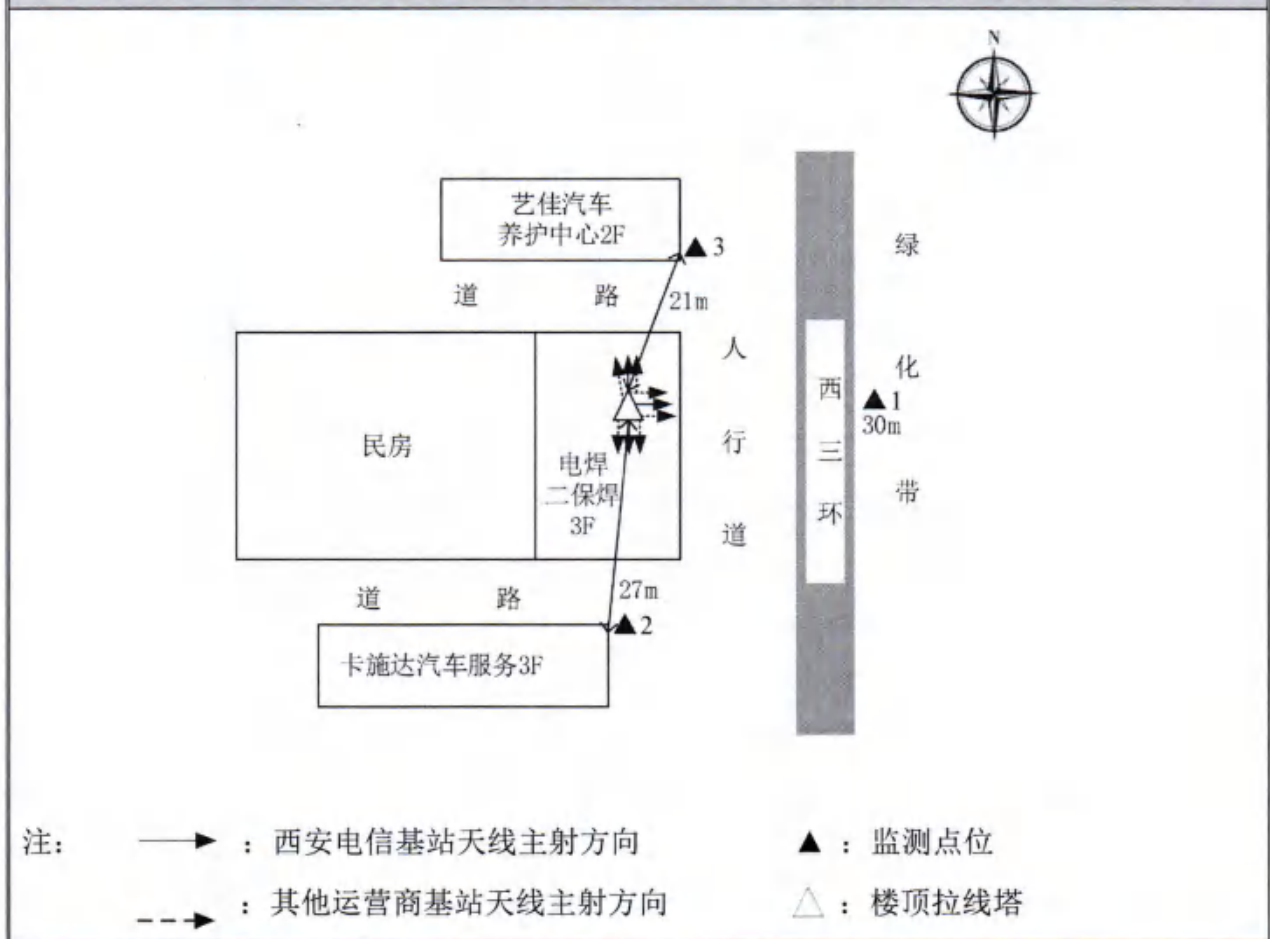 N
艺佳汽车
养护中心2F
▲3
道 路
21m
人行道
西三环
绿化带
▲1
30m
民房
电焊
二保焊
3F
道 路
27m
▲2
卡施达汽车服务3F
注：
——► ：西安电信基站天线主射方向
▲ ：监测点位
---► ：其他运营商基站天线主射方向
△ ：楼顶拉线塔